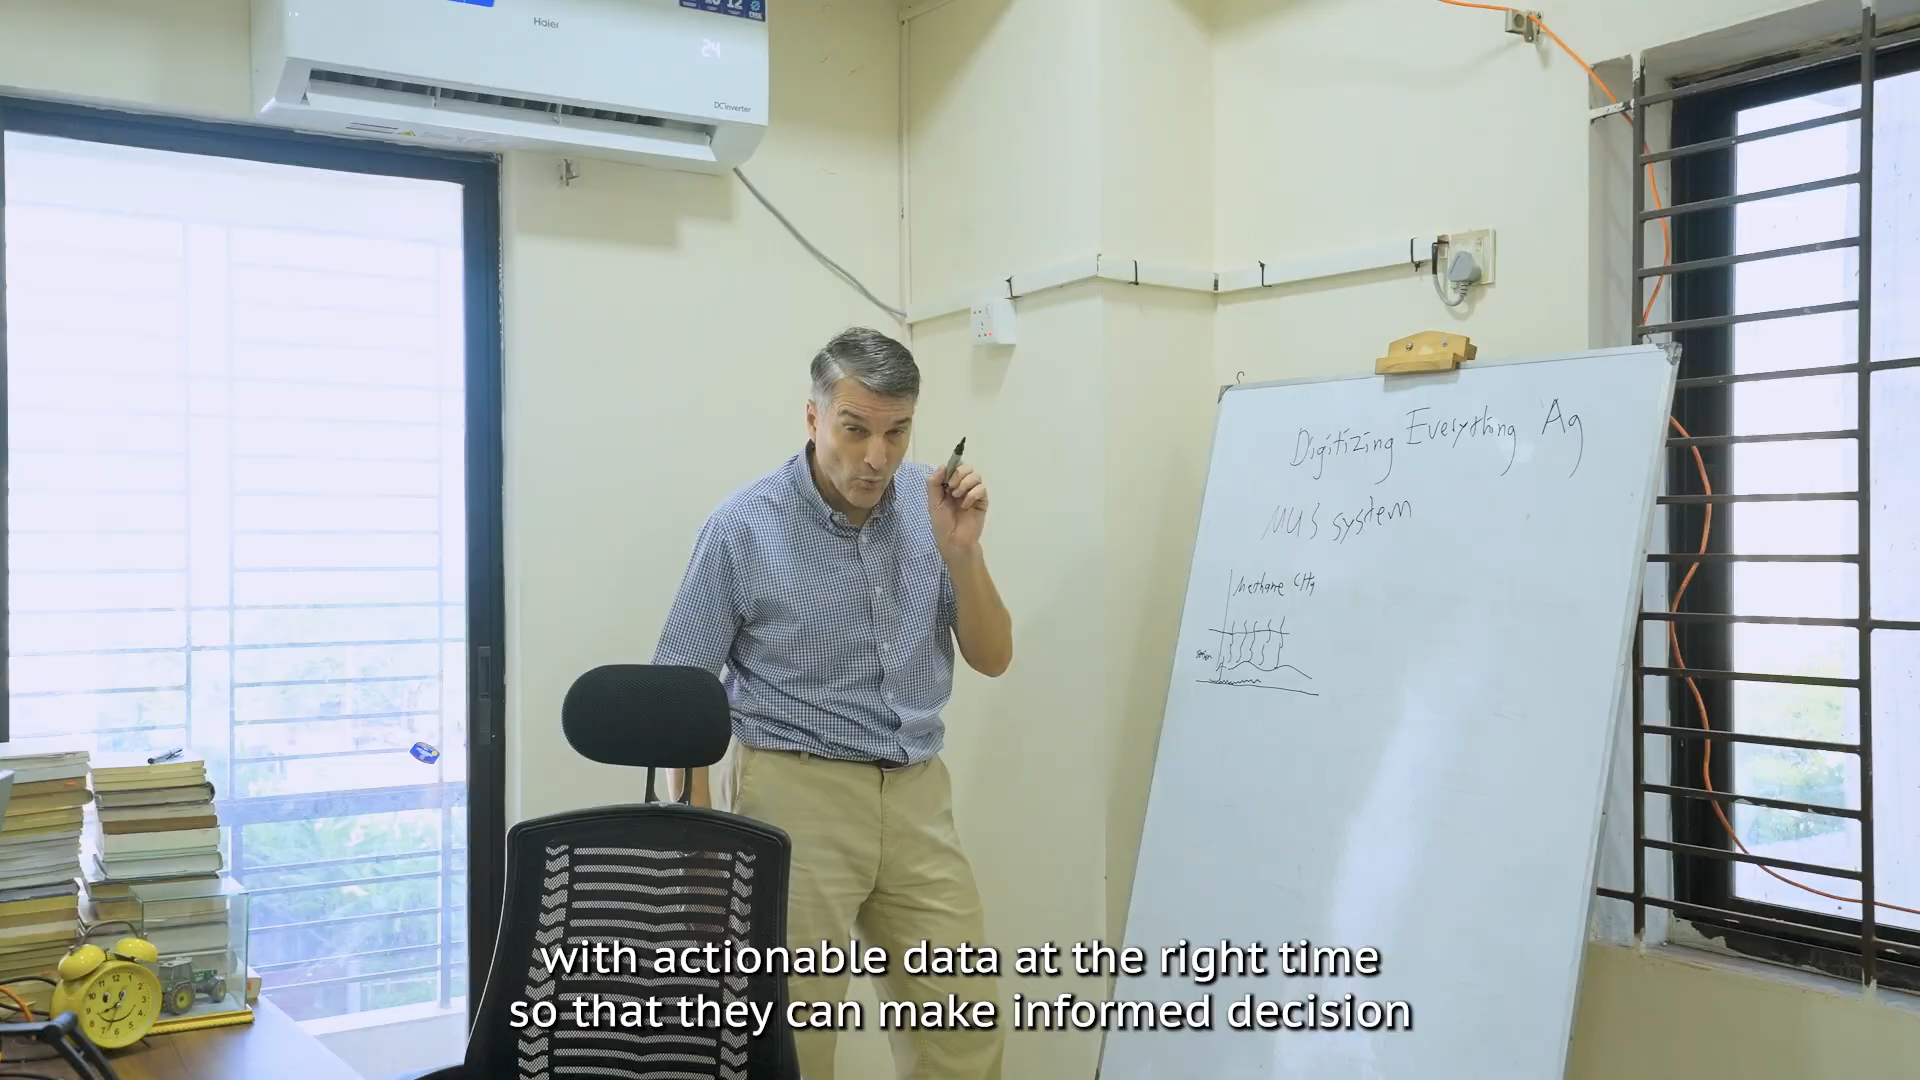 Haier
24
12
DC inverter
Digitizing Everything Ag
MUS system
Methane CH4
with actionable data at the right time
so that they can make informed decision